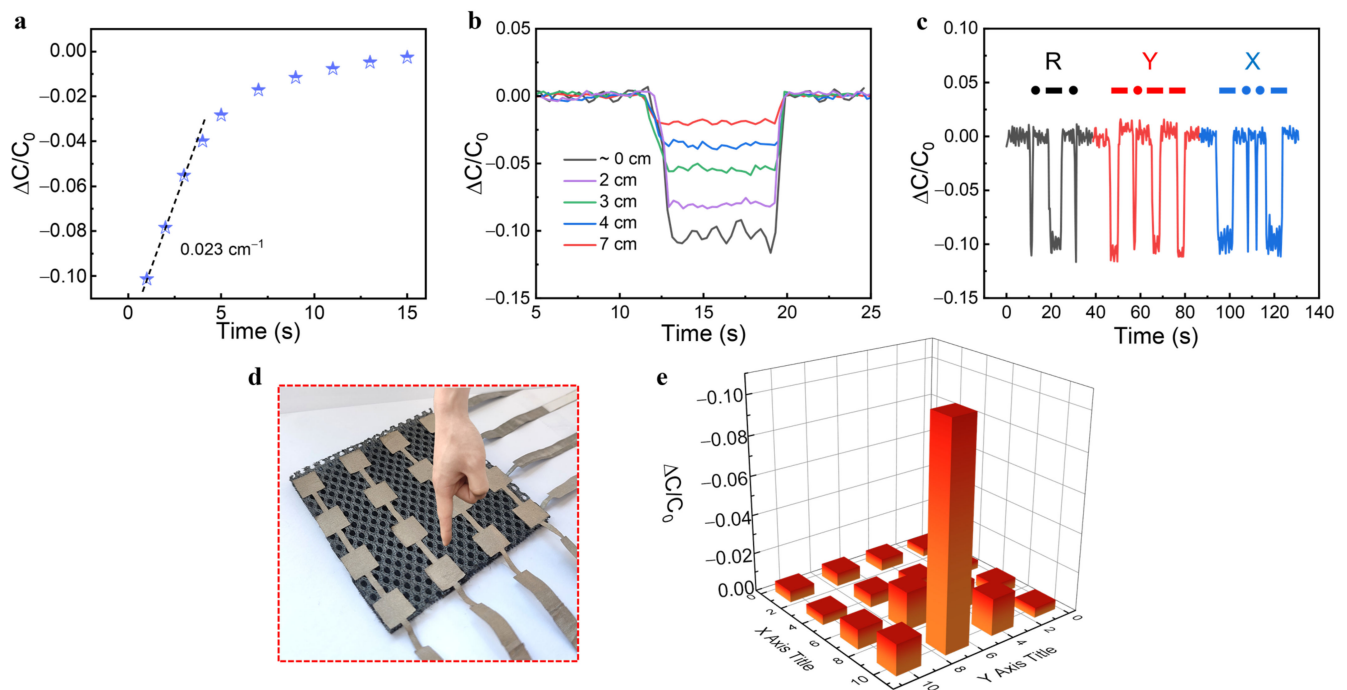 a
0.00
−0.02
−0.04
−0.06
−0.08
−0.10
ΔC/C0
0.023 cm⁻¹
0 5 10 15
Time (s)
b
0.05
0.00
−0.05
−0.10
−0.15
ΔC/C0
~ 0 cm
2 cm
3 cm
4 cm
7 cm
5 10 15 20 25
Time (s)
c
0.10
0.05
0.00
−0.05
−0.10
−0.15
ΔC/C0
R Y X
0 20 40 60 80 100 120 140
Time (s)
d
e
−0.10
−0.08
−0.06
−0.04
−0.02
0.00
ΔC/C0
0 2 4 6 8 10
X Axis Title
10 8 6 4 2 0
Y Axis Title